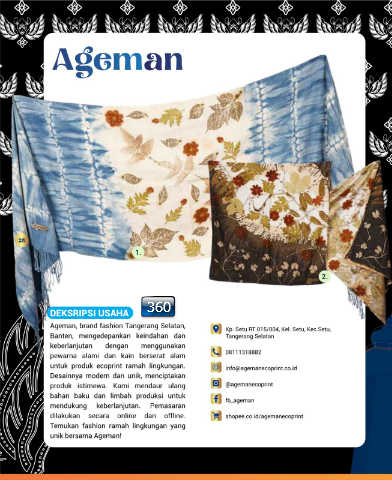 Ageman
1.
2.
DEKSRIPSI USAHA
360
Ageman, brand fashion Tangerang Selatan,
Banten, mengedepankan keindahan dan
keberlanjutan dengan menggunakan
pewarna alami dan kain berserat alam
untuk produk ecoprint ramah lingkungan.
Desainnya modern dan unik, menciptakan
produk istimewa. Kami mendaur ulang
bahan baku dan limbah produksi untuk
mendukung keberlanjutan. Pemasaran
dilakukan secara online dan offline.
Temukan fashion ramah lingkungan yang
unik bersama Ageman!
Kp. Setu RT 015/004, Kel. Setu, Kec.Setu,
Tangerang Selatan
info@agemanecoprint.co.id
@agemanecoprint
fb_ageman
shopee.co.id/agemanecoprint